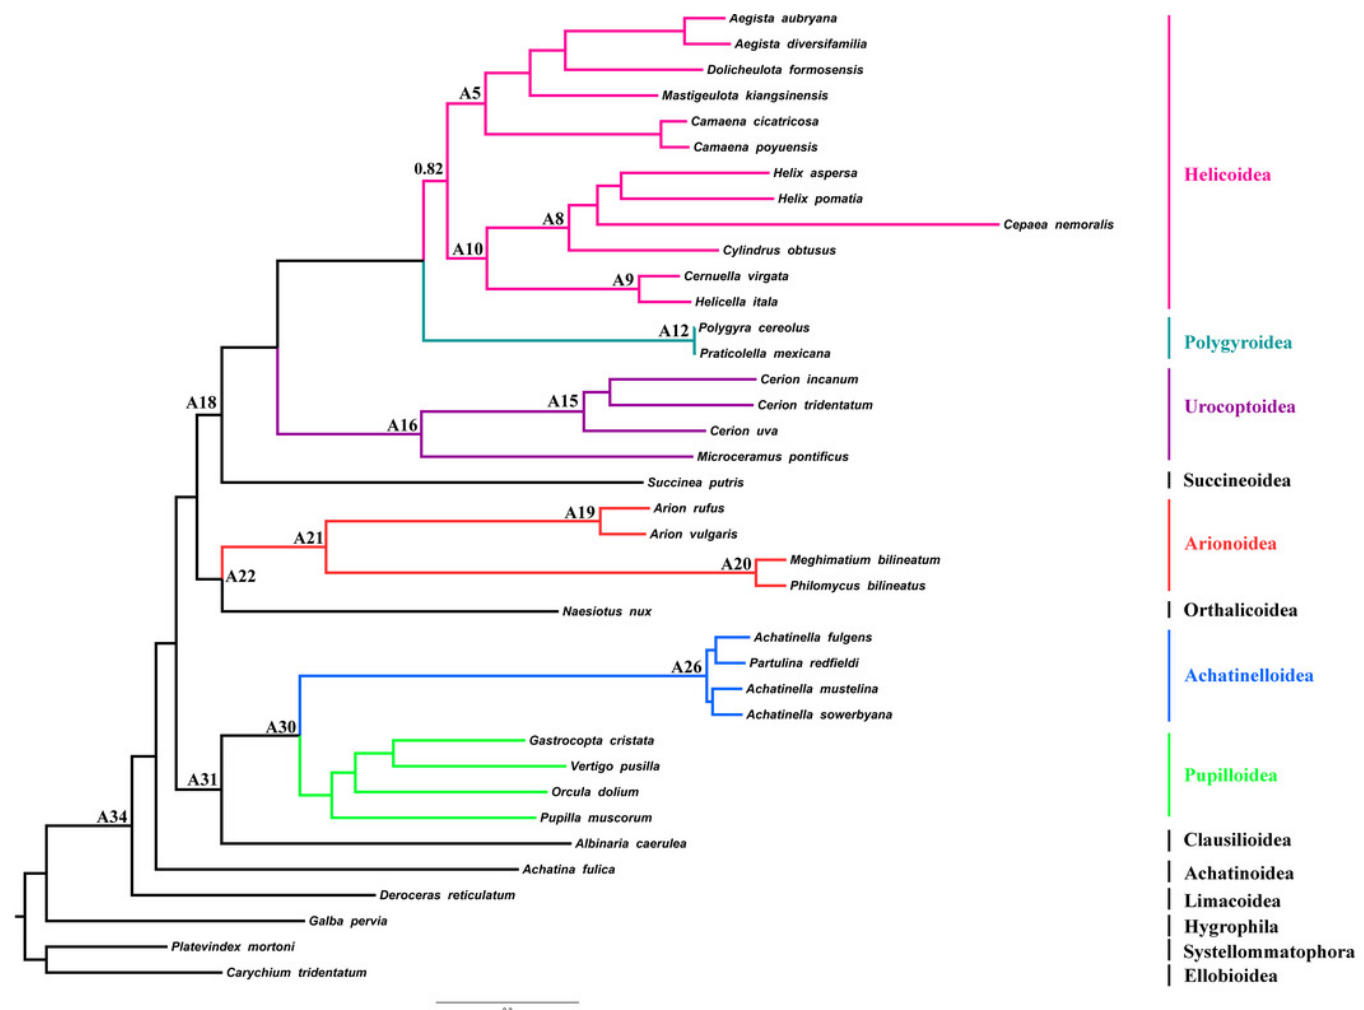 Aegista aubryana
Aegista diversifamilia
Dolicheulota formosensis
A5
Mastigeulota kiangsinensis
Camaena cicatricosa
Camaena poyuensis
0.82
Helix aspersa
Helicoidea
Helix pomatia
A8
Cepaea nemoralis
A10
Cylindrus obtusus
Cernuella virgata
A9
Helicella itala
A12
Polygyra cereolus
Polygyroidea
Praticolella mexicana
Cerion incanum
A18
A15
Cerion tridentatum
Urocoptoidea
A16
Cerion uva
Microceramus pontificus
Succinea putris
Succineoidea
Arion rufus
A19
A21
Arion vulgaris
Arionoidea
Meghimatium bilineatum
A20
A22
Philomycus bilineatus
Naesiotus nux
Orthalicoidea
Achatinella fulgens
A26
Partulina redfieldi
Achatinelloidea
Achatinella mustelina
Achatinella sowerbyana
A30
Gastrocopta cristata
Vertigo pusilla
Pupilloidea
A31
Orcula dolium
A34
Pupilla muscorum
Albinaria caerulea
Clausilioidea
Achatina fulica
Achatinoidea
Deroceras reticulatum
Limacoidea
Galba pervia
Hygrophila
Platevindex mortoni
Systellommatophora
Carychium tridentatum
Ellobioidea